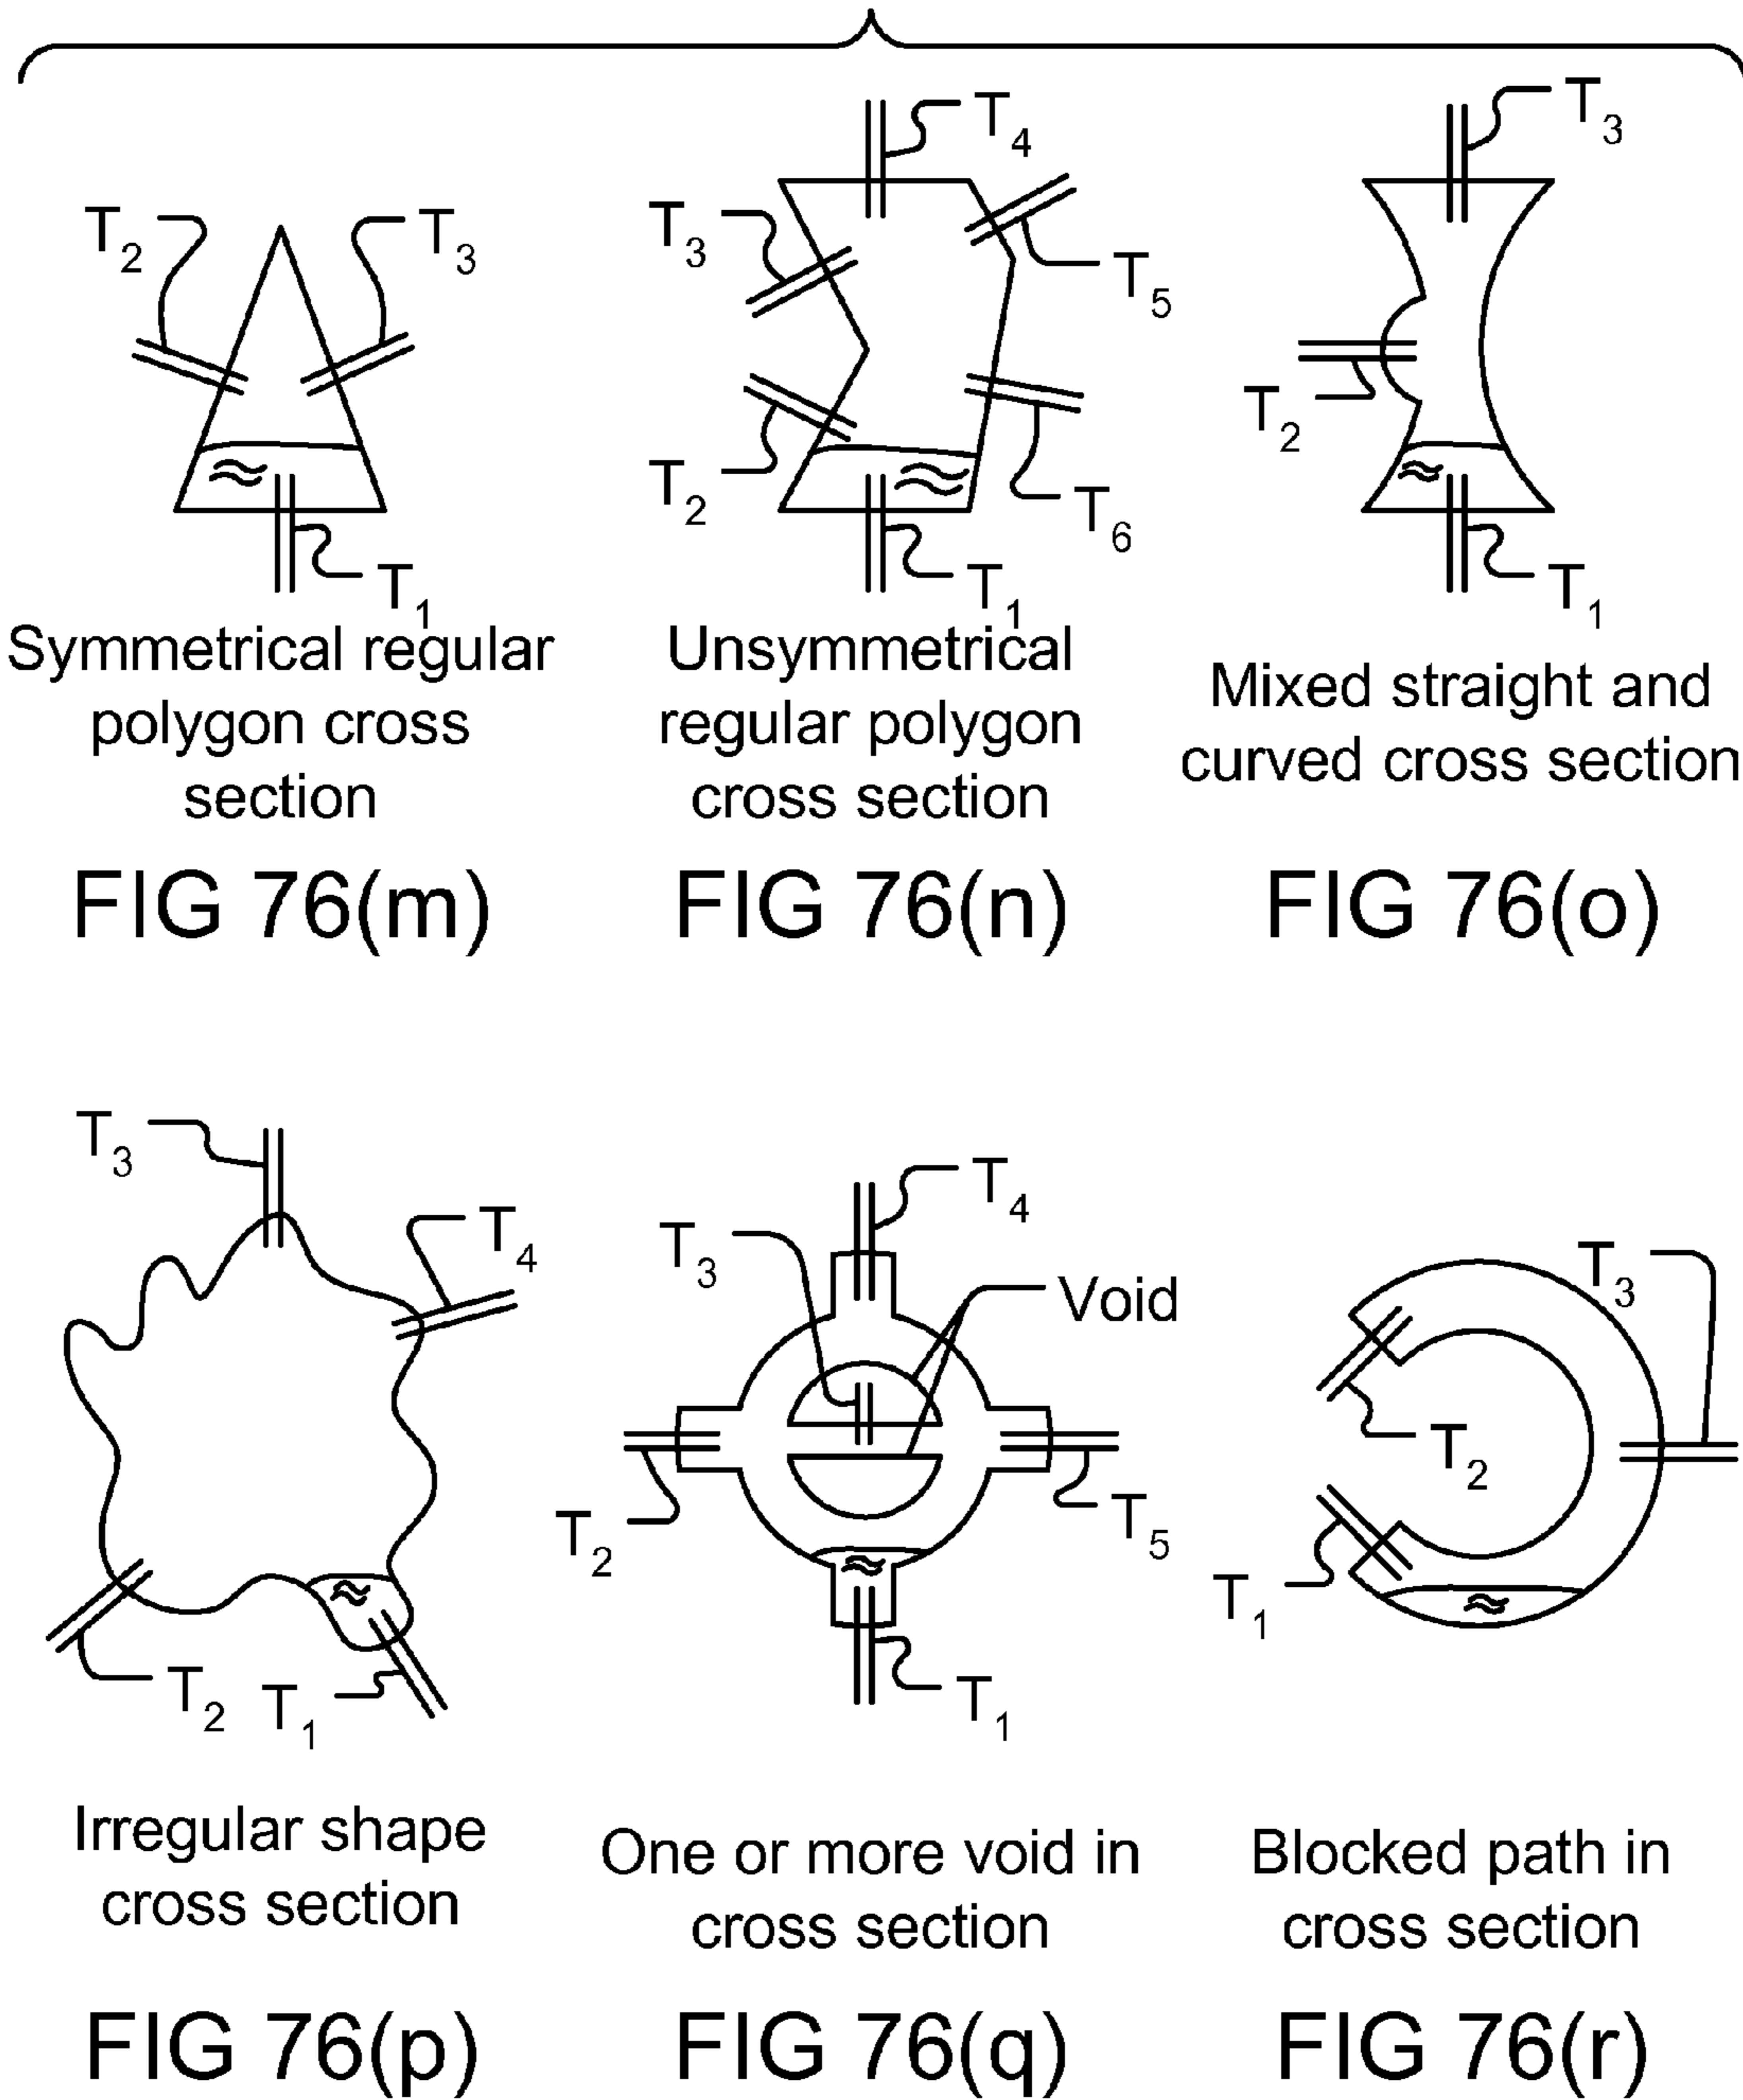 T4
T3
T2
T3
T3
T5
T2
T2
T6
T1
T1
T1
Symmetrical regular
polygon cross
section
Unsymmetrical
regular polygon
cross section
Mixed straight and
curved cross section
FIG 76(m)
FIG 76(n)
FIG 76(o)
T3
T4
T2
T1
T4
T3
Void
T2
T5
T1
T3
T2
T1
Irregular shape
cross section
One or more void in
cross section
Blocked path in
cross section
FIG 76(p)
FIG 76(q)
FIG 76(r)